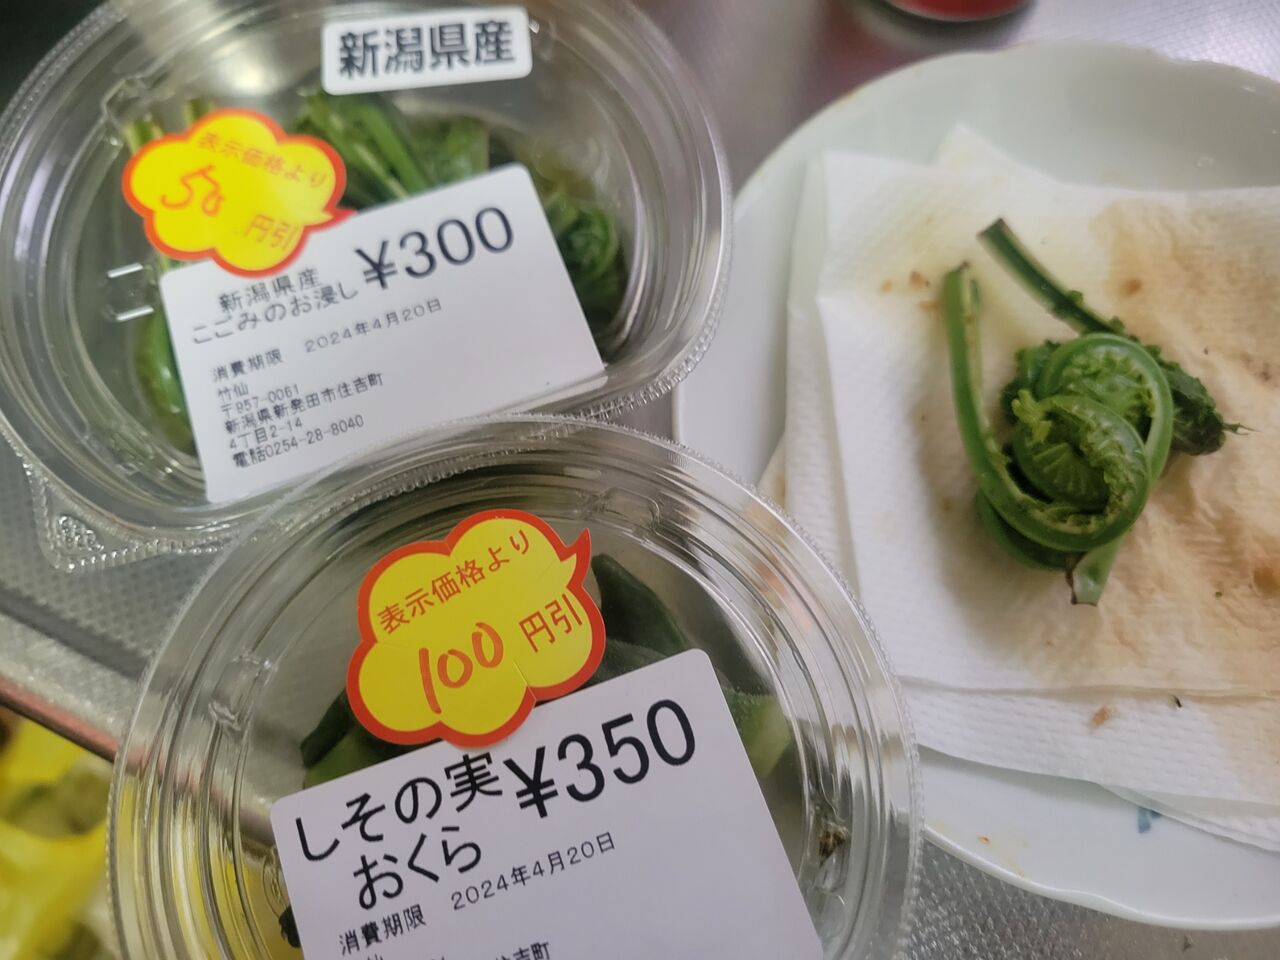 新潟県産
表示価格より
50 円引
¥300
新潟県産
こごみのお浸し
消費期限 2024年4月20日
竹仙
〒957-0061
新潟県新発田市住吉町
4丁目2-14
電話0254-28-8040
表示価格より
100 円引
¥350
しその実
おくら
消費期限 2024年4月20日
住吉町